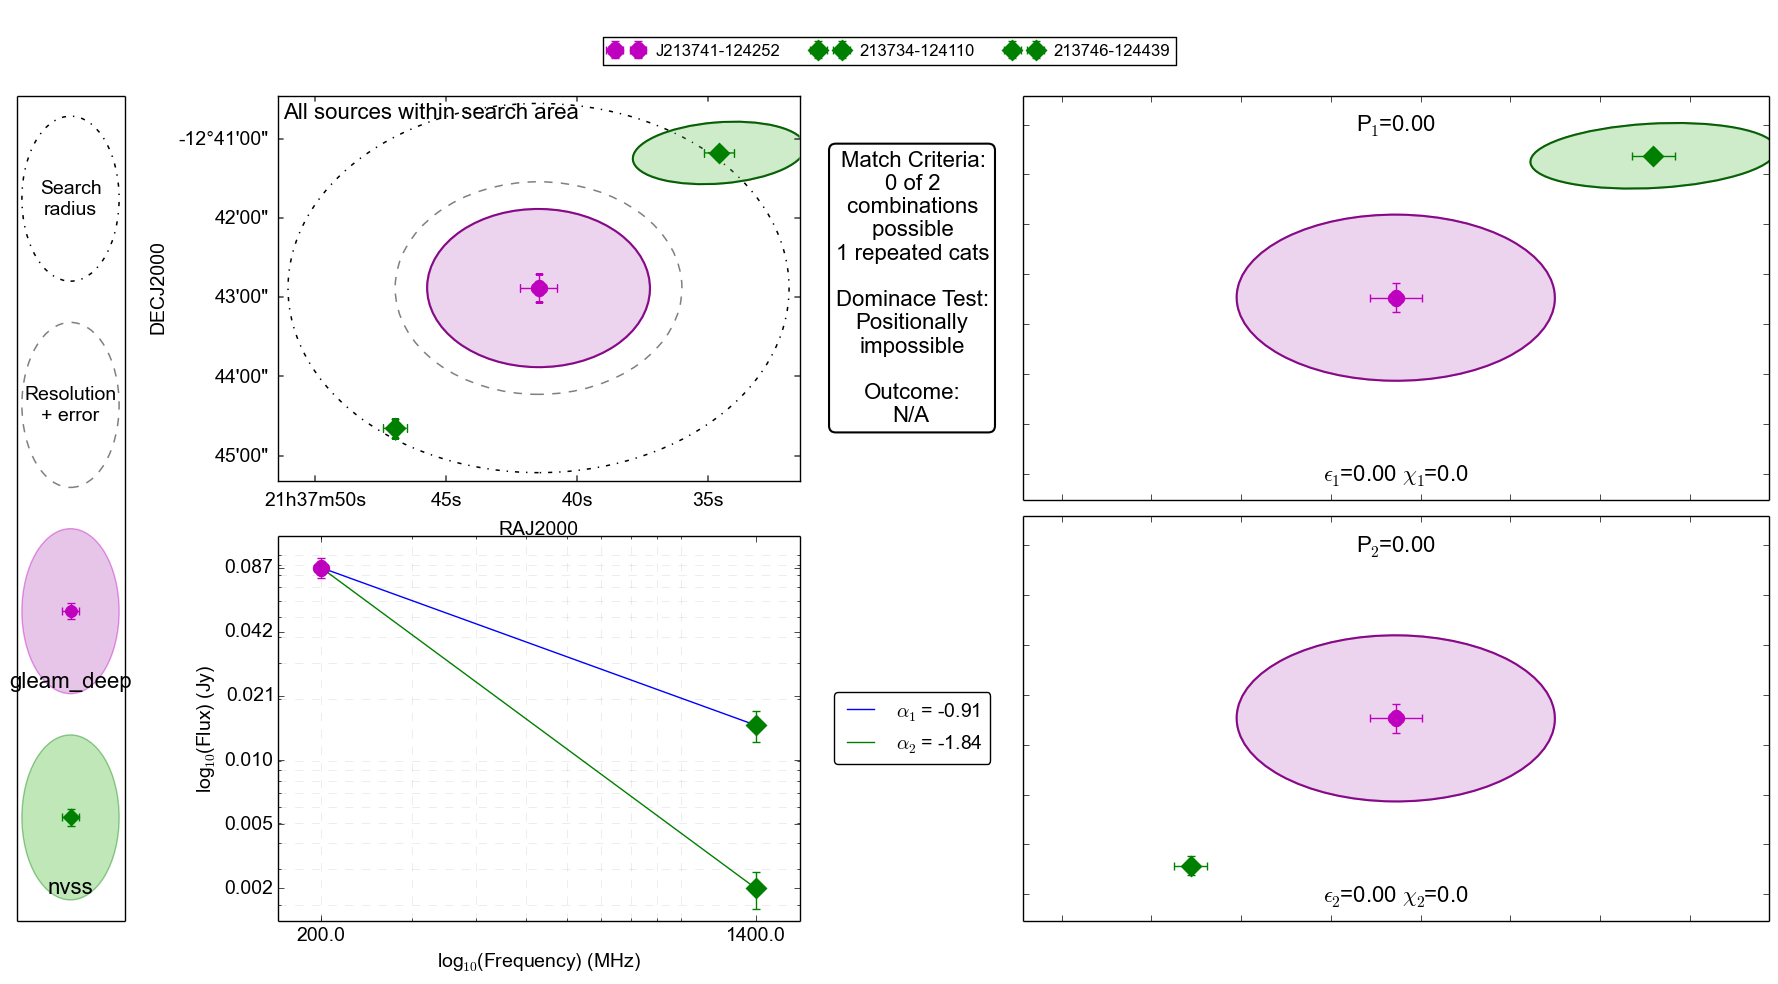 J213741-124252
213734-124110
213746-124439
Search
radius
Resolution
+ error
gleam_deep
nvss
All sources within search area
DECJ2000
-12°41'00"
42'00"
43'00"
44'00"
45'00"
21h37m50s
45s
40s
35s
RAJ2000
Match Criteria:
0 of 2
combinations
possible
1 repeated cats
Dominace Test:
Positionally
impossible
Outcome:
N/A
P₁=0.00
ϵ₁=0.00 χ₁=0.0
log₁₀(Flux) (Jy)
0.087
0.042
0.021
0.010
0.005
0.002
200.0
1400.0
log₁₀(Frequency) (MHz)
α₁ = -0.91
α₂ = -1.84
P₂=0.00
ϵ₂=0.00 χ₂=0.0